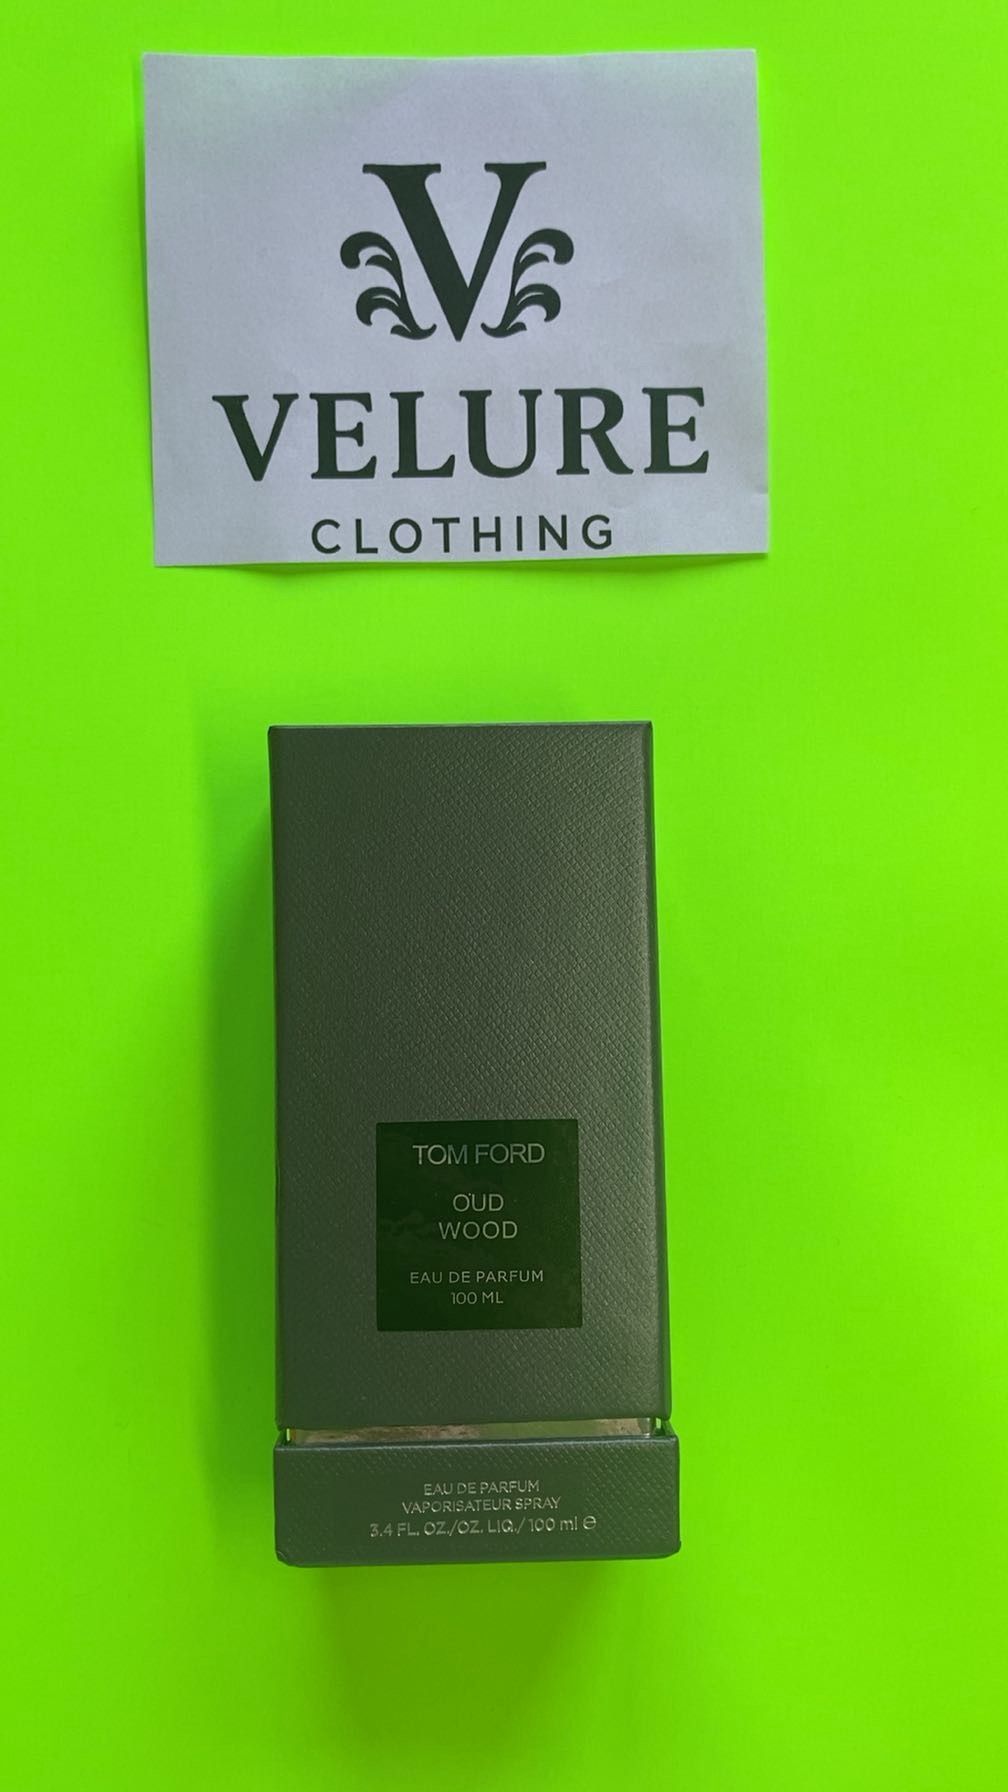 V
VELURE
CLOTHING
TOM FORD
OUD
WOOD
EAU DE PARFUM
100 ML
EAU DE PARFUM
VAPORISATEUR SPRAY
3.4 FL. OZ./OZ. LIQ./ 100 ml ℮